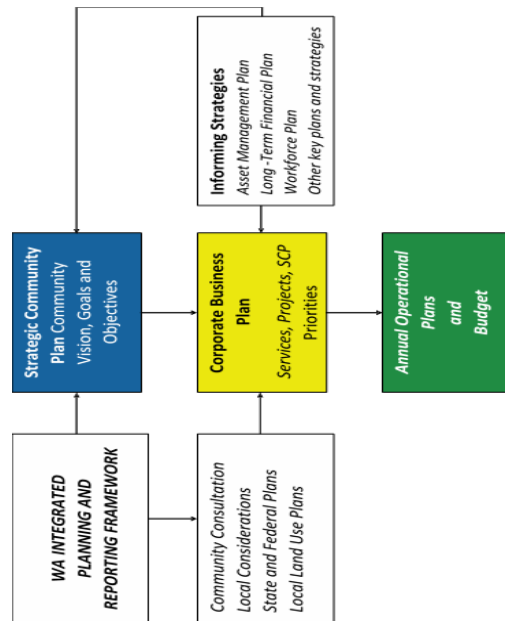 WA INTEGRATED
PLANNING AND
REPORTING FRAMEWORK
Strategic Community
Plan Community
Vision, Goals and
Objectives
Community Consultation
Local Considerations
State and Federal Plans
Local Land Use Plans
Corporate Business
Plan
Services, Projects, SCP
Priorities
Informing Strategies
Asset Management Plan
Long -Term Financial Plan
Workforce Plan
Other key plans and strategies
Annual Operational
Plans
and
Budget